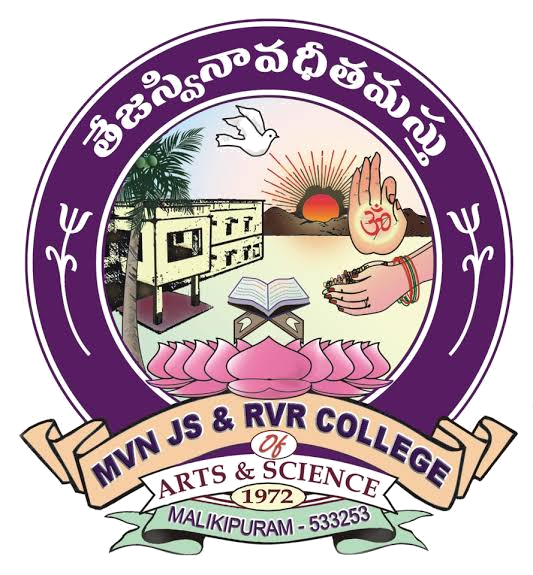 తేజస్వినావధీతమస్తు
ॐ
MVN JS & RVR COLLEGE
Of
ARTS & SCIENCE
1972
MALIKIPURAM - 533253